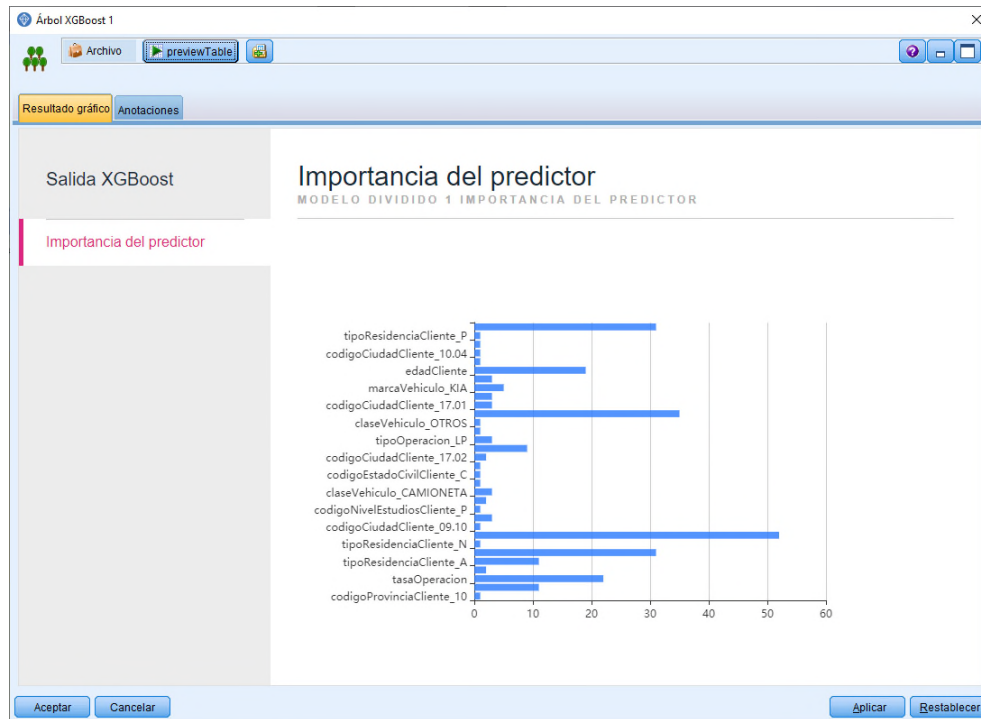 Árbol XGBoost 1
Archivo previewTable
Resultado gráfico Anotaciones
Salida XGBoost
Importancia del predictor
Importancia del predictor
MODELO DIVIDIDO 1 IMPORTANCIA DEL PREDICTOR
tipoResidenciaCliente_P
codigoCiudadCliente_10.04
edadCliente
marcaVehiculo_KIA
codigoCiudadCliente_17.01
claseVehiculo_OTROS
tipoOperacion_LP
codigoCiudadCliente_17.02
codigoEstadoCivilCliente_C
claseVehiculo_CAMIONETA
codigoNivelEstudiosCliente_P
codigoCiudadCliente_09.10
tipoResidenciaCliente_N
tipoResidenciaCliente_A
tasaOperacion
codigoProvinciaCliente_10
0 10 20 30 40 50 60
Aceptar Cancelar Aplicar Restablecer